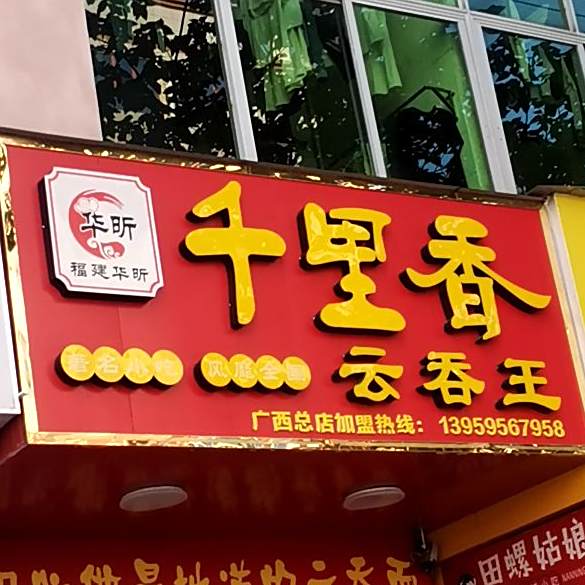 华昕
福建华昕
千里香
著名小吃 风靡全国
云吞王
广西总店加盟热线：13959567958
田螺姑娘